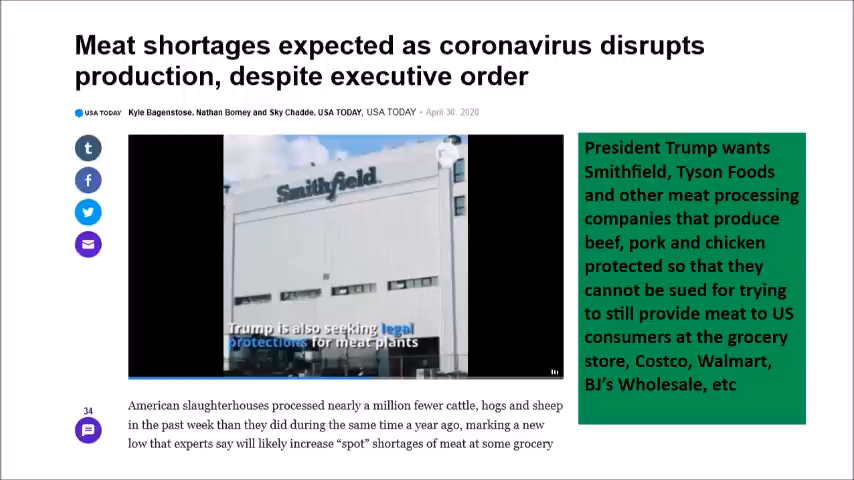 Meat shortages expected as coronavirus disrupts
production, despite executive order
USA TODAY Kyle Bagenstose, Nathan Bomey and Sky Chadde, USA TODAY, USA TODAY • April 30, 2020
Smithfield
Trump is also seeking legal
protections for meat plants
34
American slaughterhouses processed nearly a million fewer cattle, hogs and sheep
in the past week than they did during the same time a year ago, marking a new
low that experts say will likely increase “spot” shortages of meat at some grocery
President Trump wants
Smithfield, Tyson Foods
and other meat processing
companies that produce
beef, pork and chicken
protected so that they
cannot be sued for trying
to still provide meat to US
consumers at the grocery
store, Costco, Walmart,
BJ’s Wholesale, etc